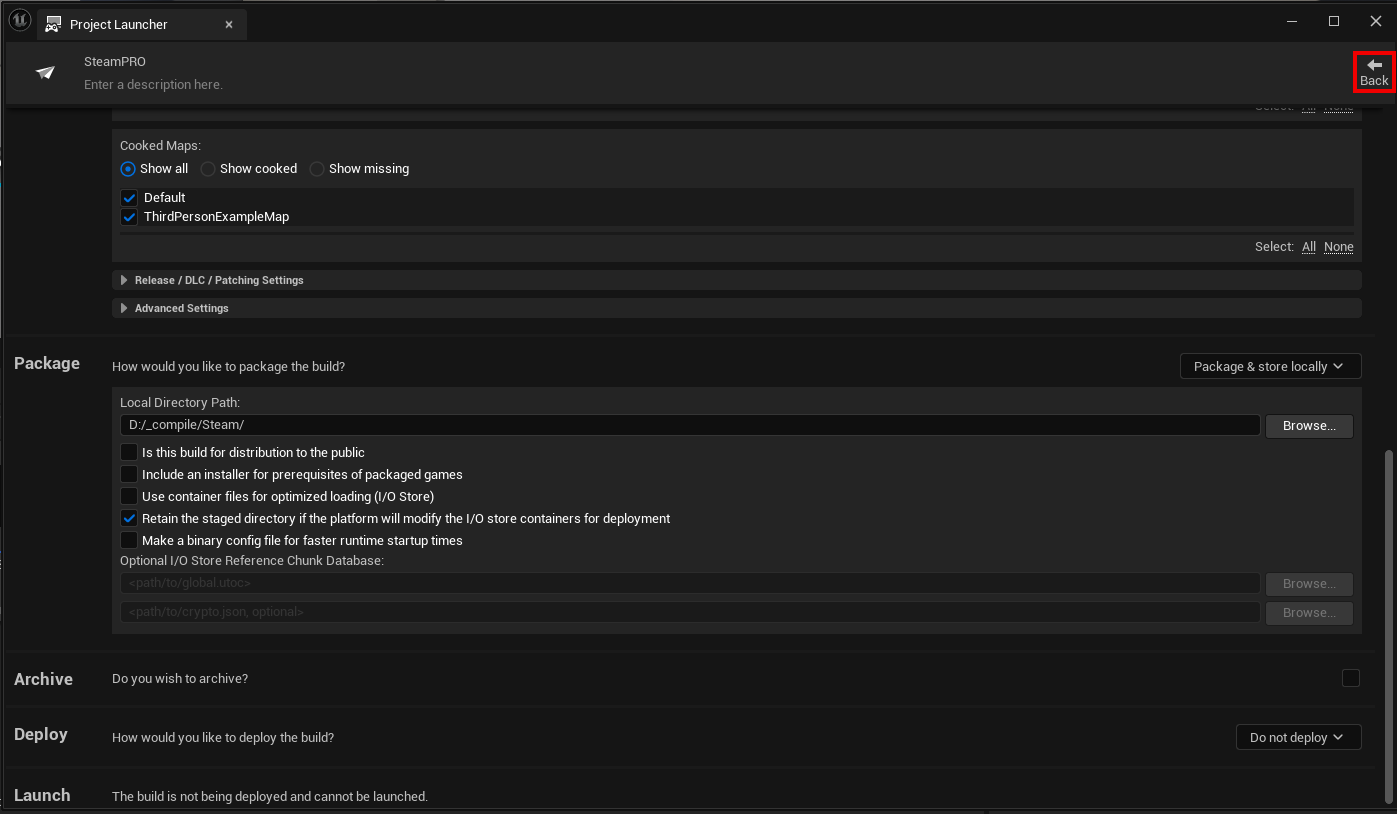 Project Launcher
SteamPRO
Enter a description here.
Back
Select: All None
Cooked Maps:
Show all Show cooked Show missing
Default
ThirdPersonExampleMap
Select: All None
Release / DLC / Patching Settings
Advanced Settings
Package How would you like to package the build? Package & store locally
Local Directory Path:
D:/_compile/Steam/ Browse...
Is this build for distribution to the public
Include an installer for prerequisites of packaged games
Use container files for optimized loading (I/O Store)
Retain the staged directory if the platform will modify the I/O store containers for deployment
Make a binary config file for faster runtime startup times
Optional I/O Store Reference Chunk Database:
<path/to/global.utoc> Browse...
<path/to/crypto.json, optional> Browse...
Archive Do you wish to archive?
Deploy How would you like to deploy the build? Do not deploy
Launch The build is not being deployed and cannot be launched.